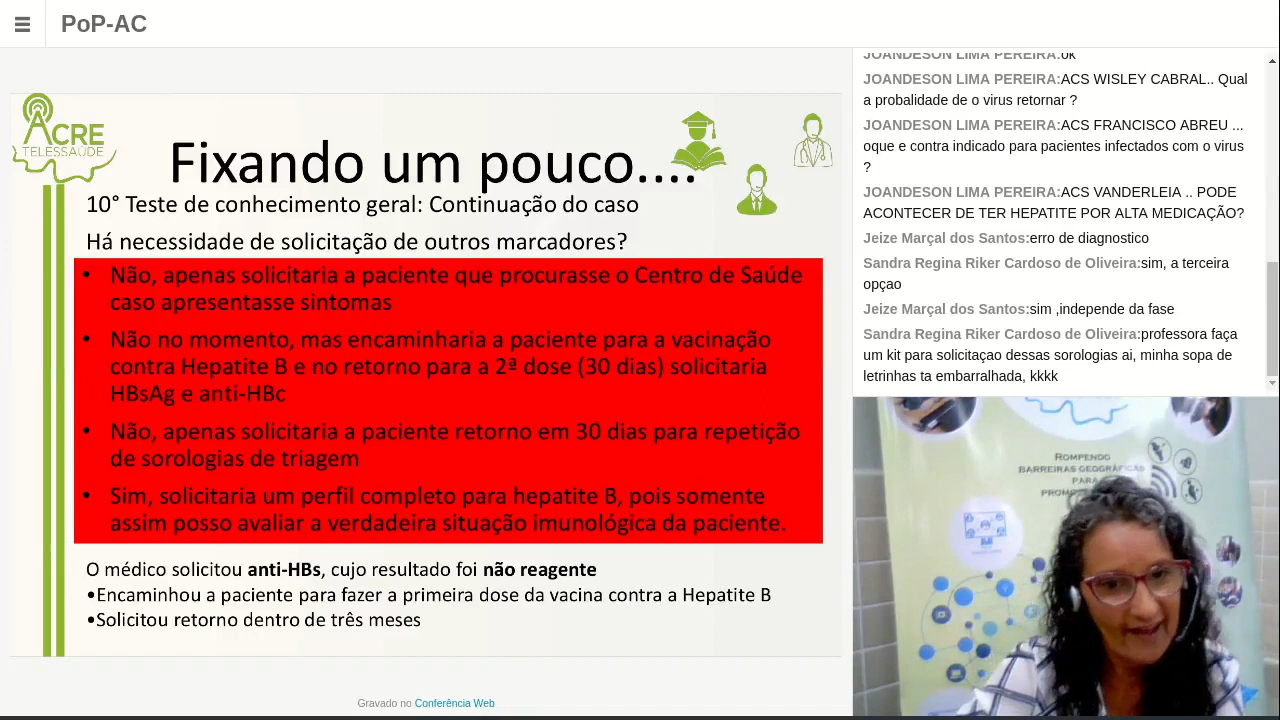 PoP-AC
ACRE
TELESSAÚDE
Fixando um pouco....
10° Teste de conhecimento geral: Continuação do caso
Há necessidade de solicitação de outros marcadores?
• Não, apenas solicitaria a paciente que procurasse o Centro de Saúde
caso apresentasse sintomas
• Não no momento, mas encaminharia a paciente para a vacinação
contra Hepatite B e no retorno para a 2ª dose (30 dias) solicitaria
HBsAg e anti-HBc
• Não, apenas solicitaria a paciente retorno em 30 dias para repetição
de sorologias de triagem
• Sim, solicitaria um perfil completo para hepatite B, pois somente
assim posso avaliar a verdadeira situação imunológica da paciente.
O médico solicitou anti-HBs, cujo resultado foi não reagente
•Encaminhou a paciente para fazer a primeira dose da vacina contra a Hepatite B
•Solicitou retorno dentro de três meses
Gravado no Conferência Web
JOANDESON LIMA PEREIRA:ok
JOANDESON LIMA PEREIRA:ACS WISLEY CABRAL.. Qual
a probalidade de o virus retornar ?
JOANDESON LIMA PEREIRA:ACS FRANCISCO ABREU ...
oque e contra indicado para pacientes infectados com o virus
?
JOANDESON LIMA PEREIRA:ACS VANDERLEIA .. PODE
ACONTECER DE TER HEPATITE POR ALTA MEDICAÇÃO?
Jeize Marçal dos Santos:erro de diagnostico
Sandra Regina Riker Cardoso de Oliveira:sim, a terceira
opçao
Jeize Marçal dos Santos:sim ,independe da fase
Sandra Regina Riker Cardoso de Oliveira:professora faça
um kit para solicitaçao dessas sorologias ai, minha sopa de
letrinhas ta embarralhada, kkkk
ROMPENDO
BARREIRAS GEOGRÁFICAS
PARA